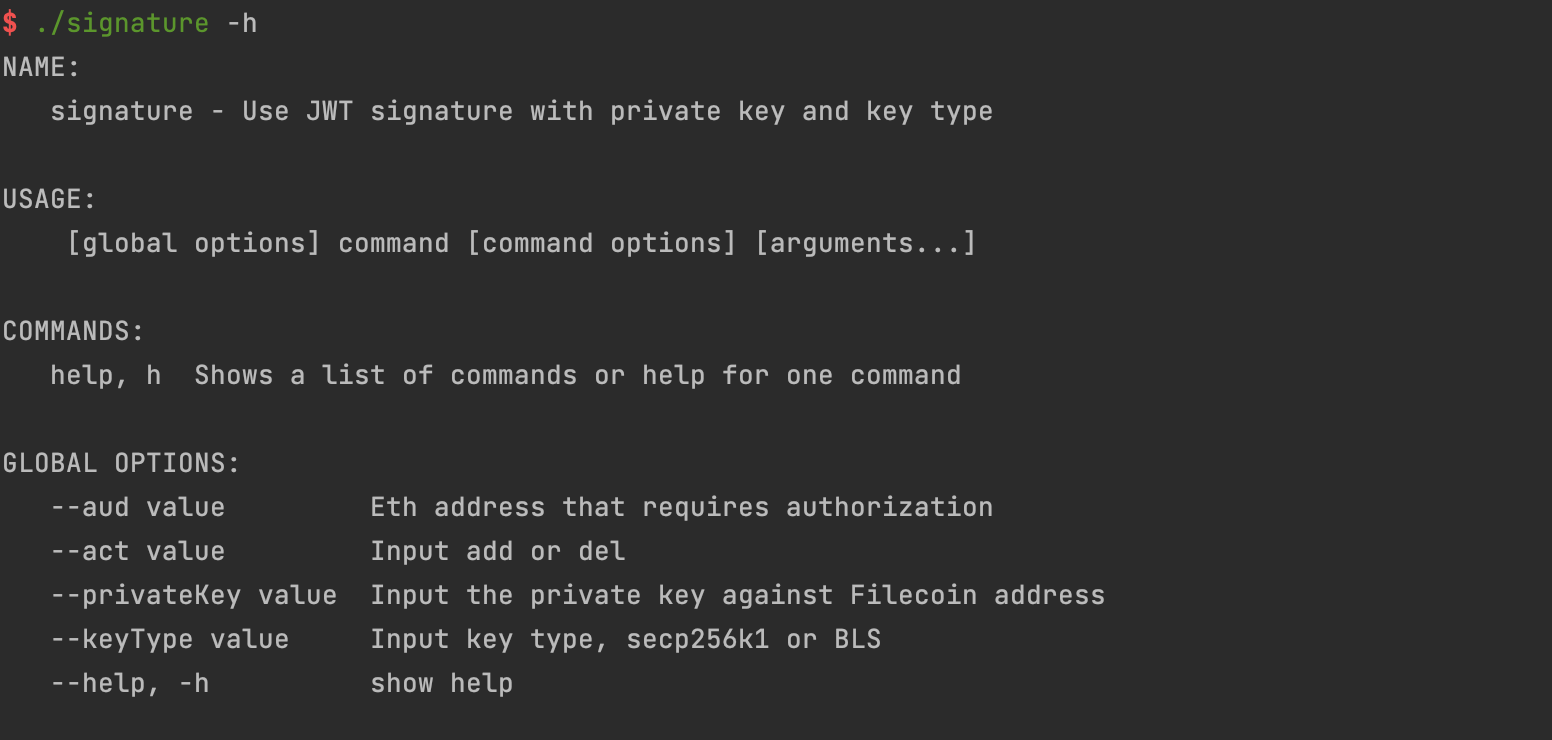 $ ./signature -h
NAME:
   signature - Use JWT signature with private key and key type

USAGE:
    [global options] command [command options] [arguments...]

COMMANDS:
   help, h  Shows a list of commands or help for one command

GLOBAL OPTIONS:
   --aud value         Eth address that requires authorization
   --act value         Input add or del
   --privateKey value  Input the private key against Filecoin address
   --keyType value     Input key type, secp256k1 or BLS
   --help, -h          show help